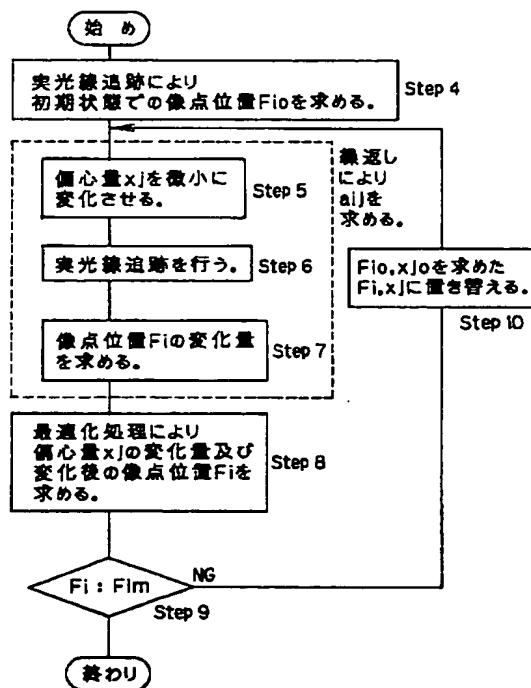 始め
実光線追跡により
初期状態での像点位置Fioを求める。
Step 4
偏心量xjを微小に
変化させる。
Step 5
繰返し
により
aijを
求める。
実光線追跡を行う。
Step 6
像点位置Fiの変化量
を求める。
Step 7
Fio,xjoを求めた
Fi,xjに置き替える。
Step 10
最適化処理により
偏心量xjの変化量及び
変化後の像点位置Fiを
求める。
Step 8
Fi : Fim
NG
Step 9
終わり